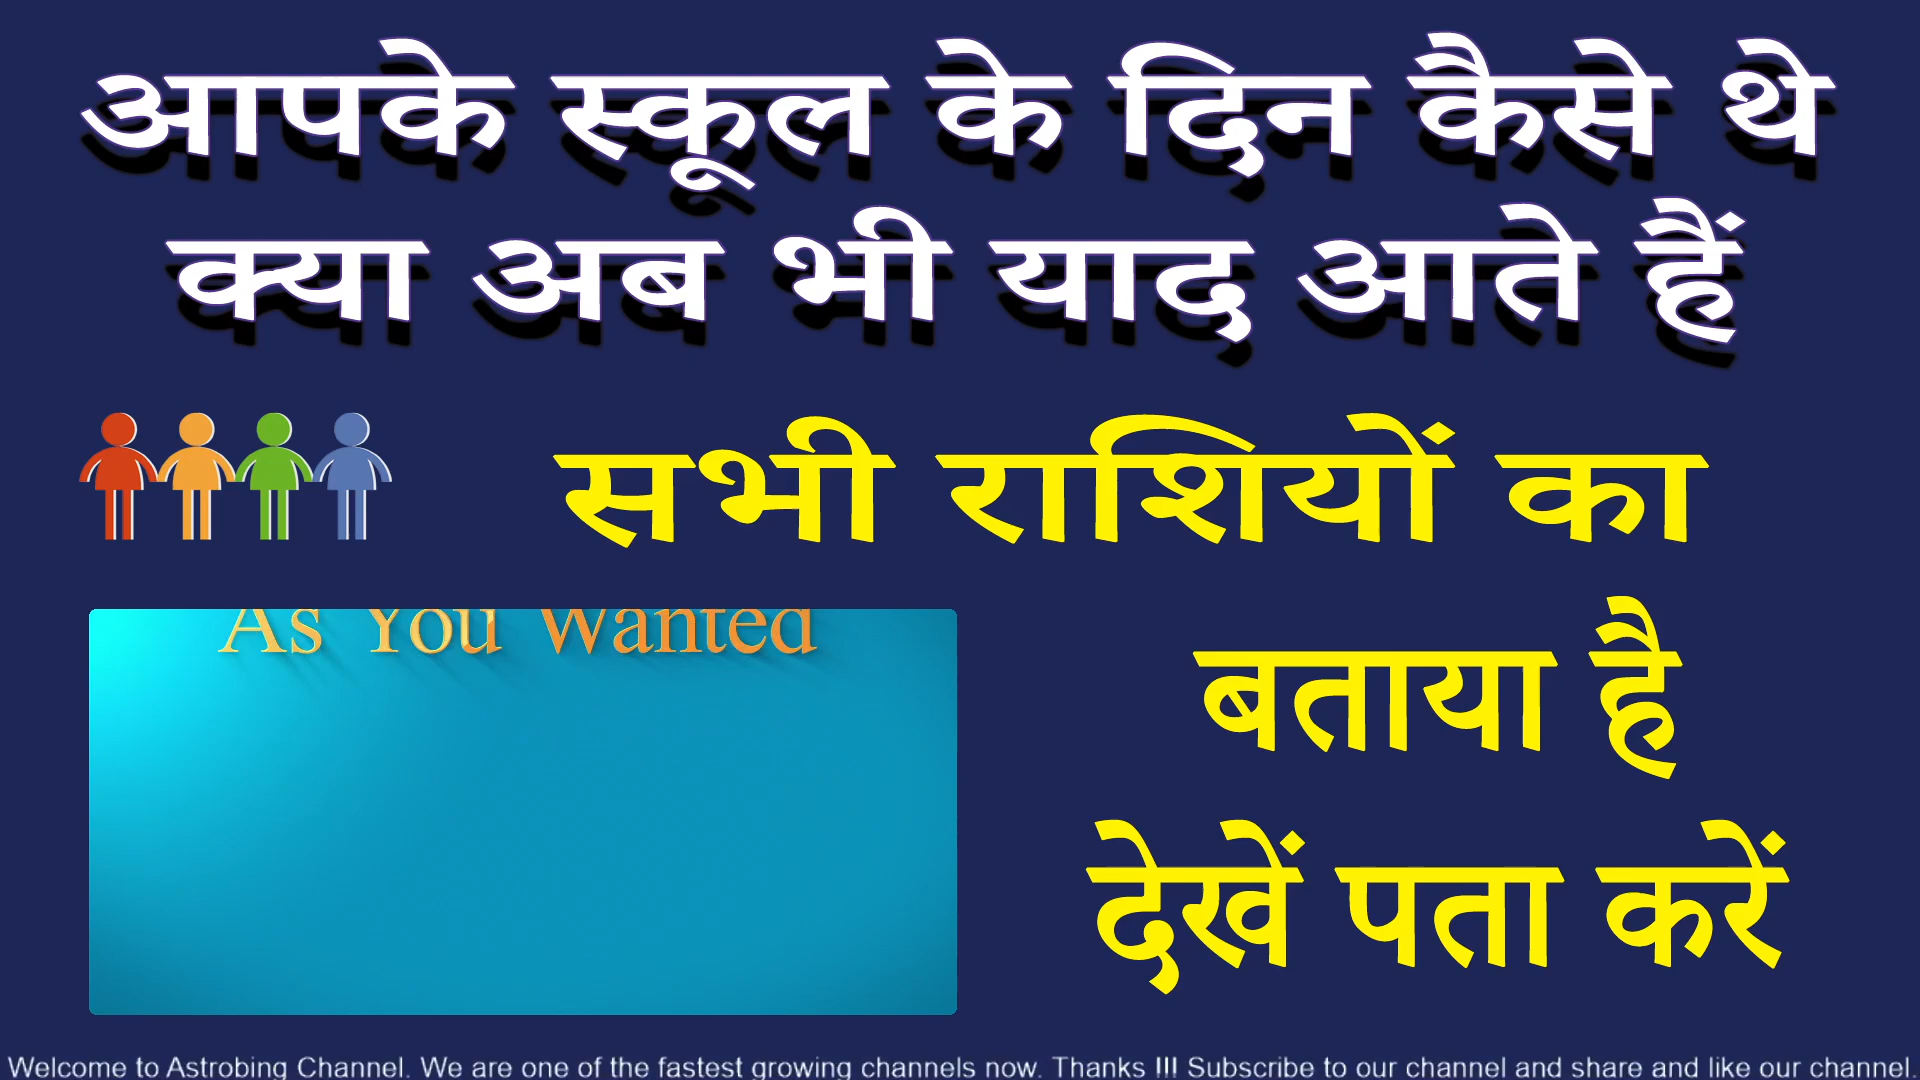 आपके स्कूल के दिन कैसे थे
क्या अब भी याद आते हैं
सभी राशियों का
As You Wanted
बताया है
देखें पता करें
Welcome to Astrobing Channel. We are one of the fastest growing channels now. Thanks !!! Subscribe to our channel and share and like our channel.